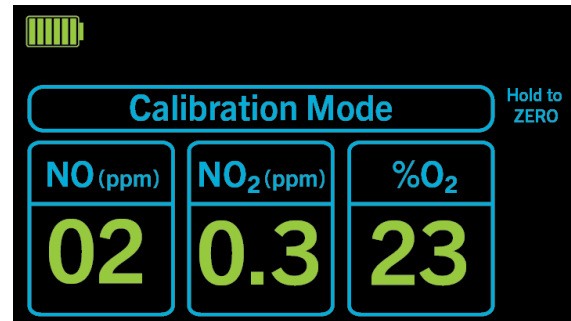 Calibration Mode
Hold to
ZERO
NO (ppm) NO₂ (ppm) %O₂
02 0.3 23